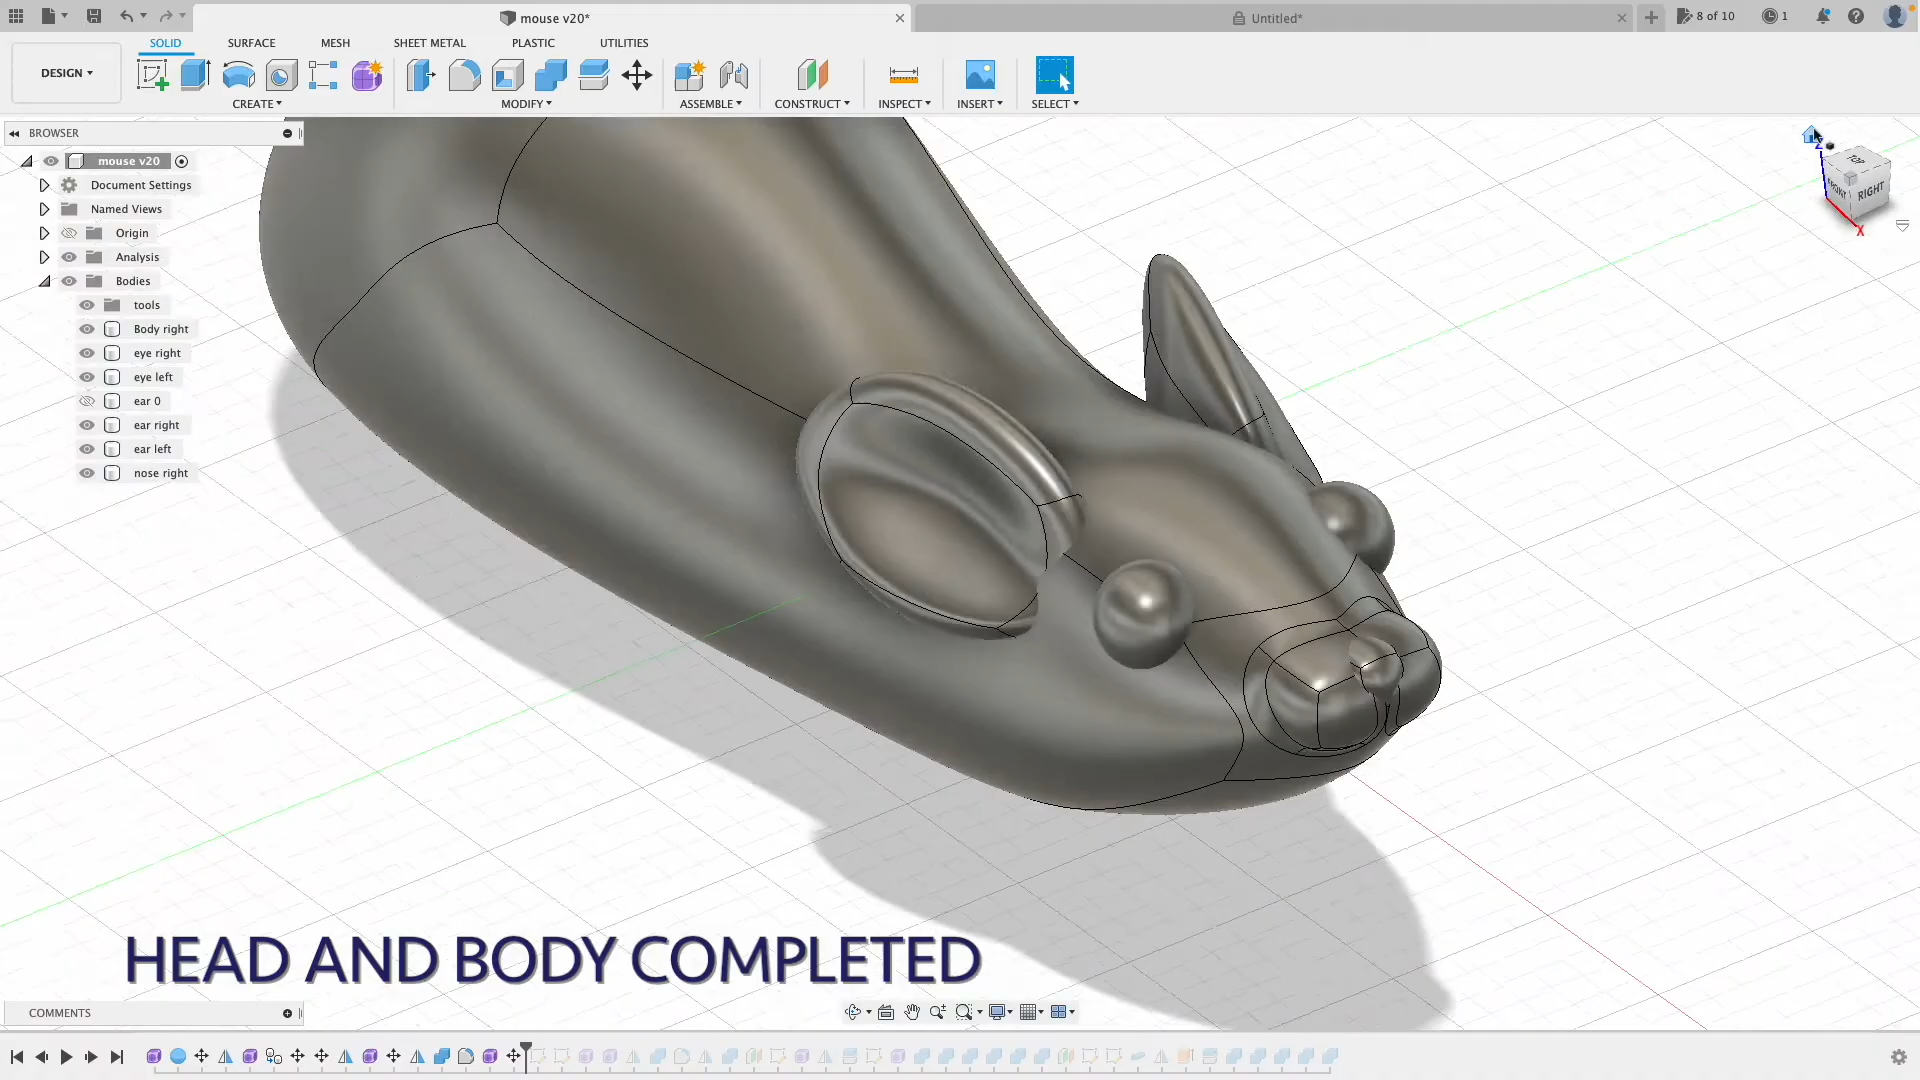 mouse v20*
Untitled*
8 of 10
1
DESIGN
SOLID
SURFACE
MESH
SHEET METAL
PLASTIC
UTILITIES
CREATE
MODIFY
ASSEMBLE
CONSTRUCT
INSPECT
INSERT
SELECT
BROWSER
mouse v20
Document Settings
Named Views
Origin
Analysis
Bodies
tools
Body right
eye right
eye left
ear 0
ear right
ear left
nose right
Z
TOP
FRONT
RIGHT
X
HEAD AND BODY COMPLETED
COMMENTS